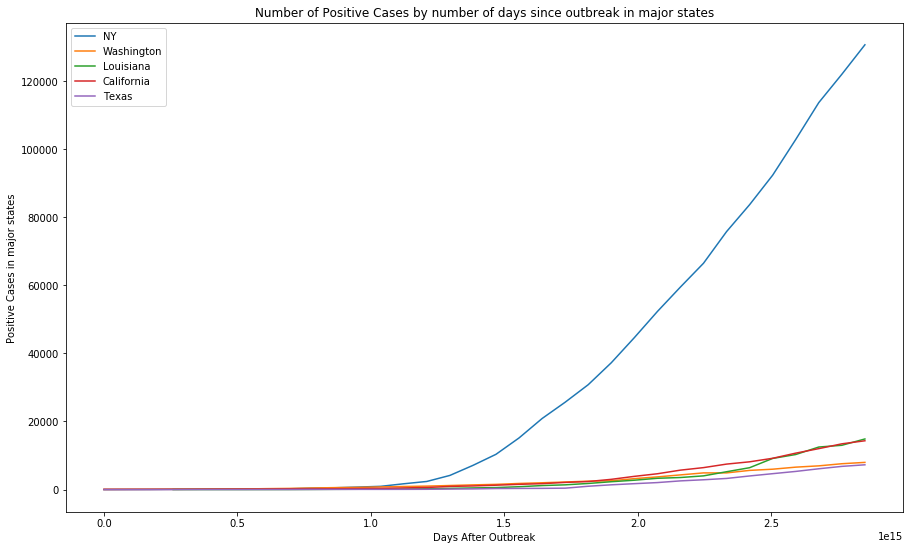 Number of Positive Cases by number of days since outbreak in major states
NY
Washington
Louisiana
California
Texas
Positive Cases in major states
120000
100000
80000
60000
40000
20000
0
0.0 0.5 1.0 1.5 2.0 2.5
1e15
Days After Outbreak